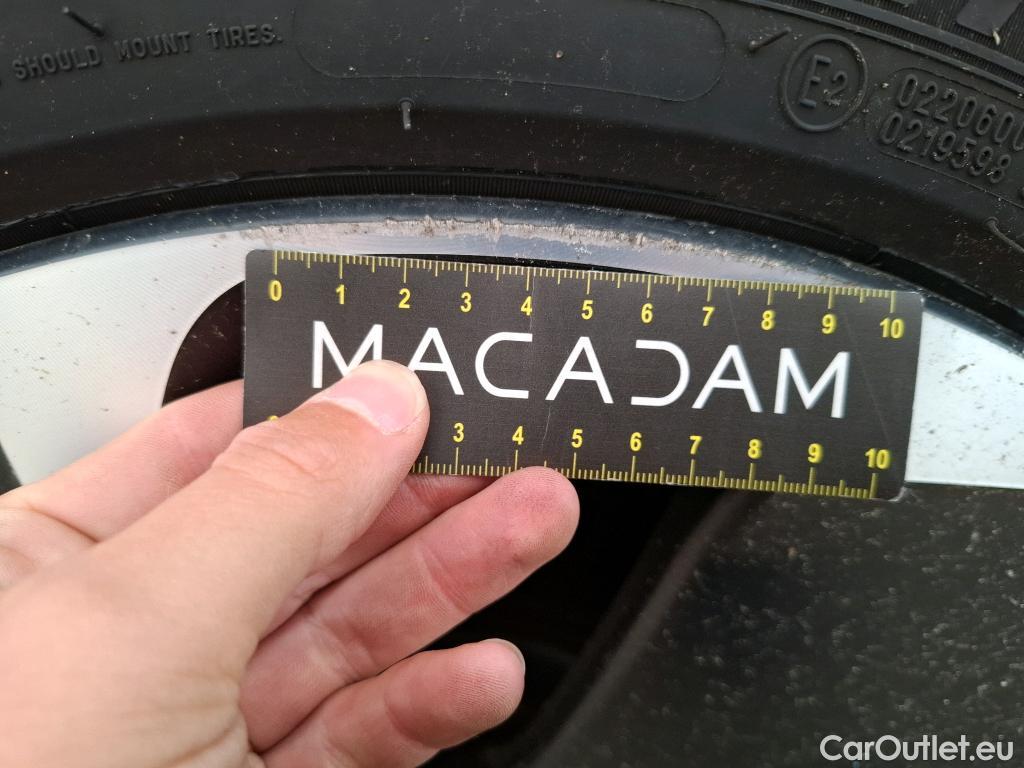 SHOULD MOUNT TIRES.
E2
022060
0219598
0 1 2 3 4 5 6 7 8 9 10
MACADAM
3 4 5 6 7 8 9 10
CarOutlet.eu